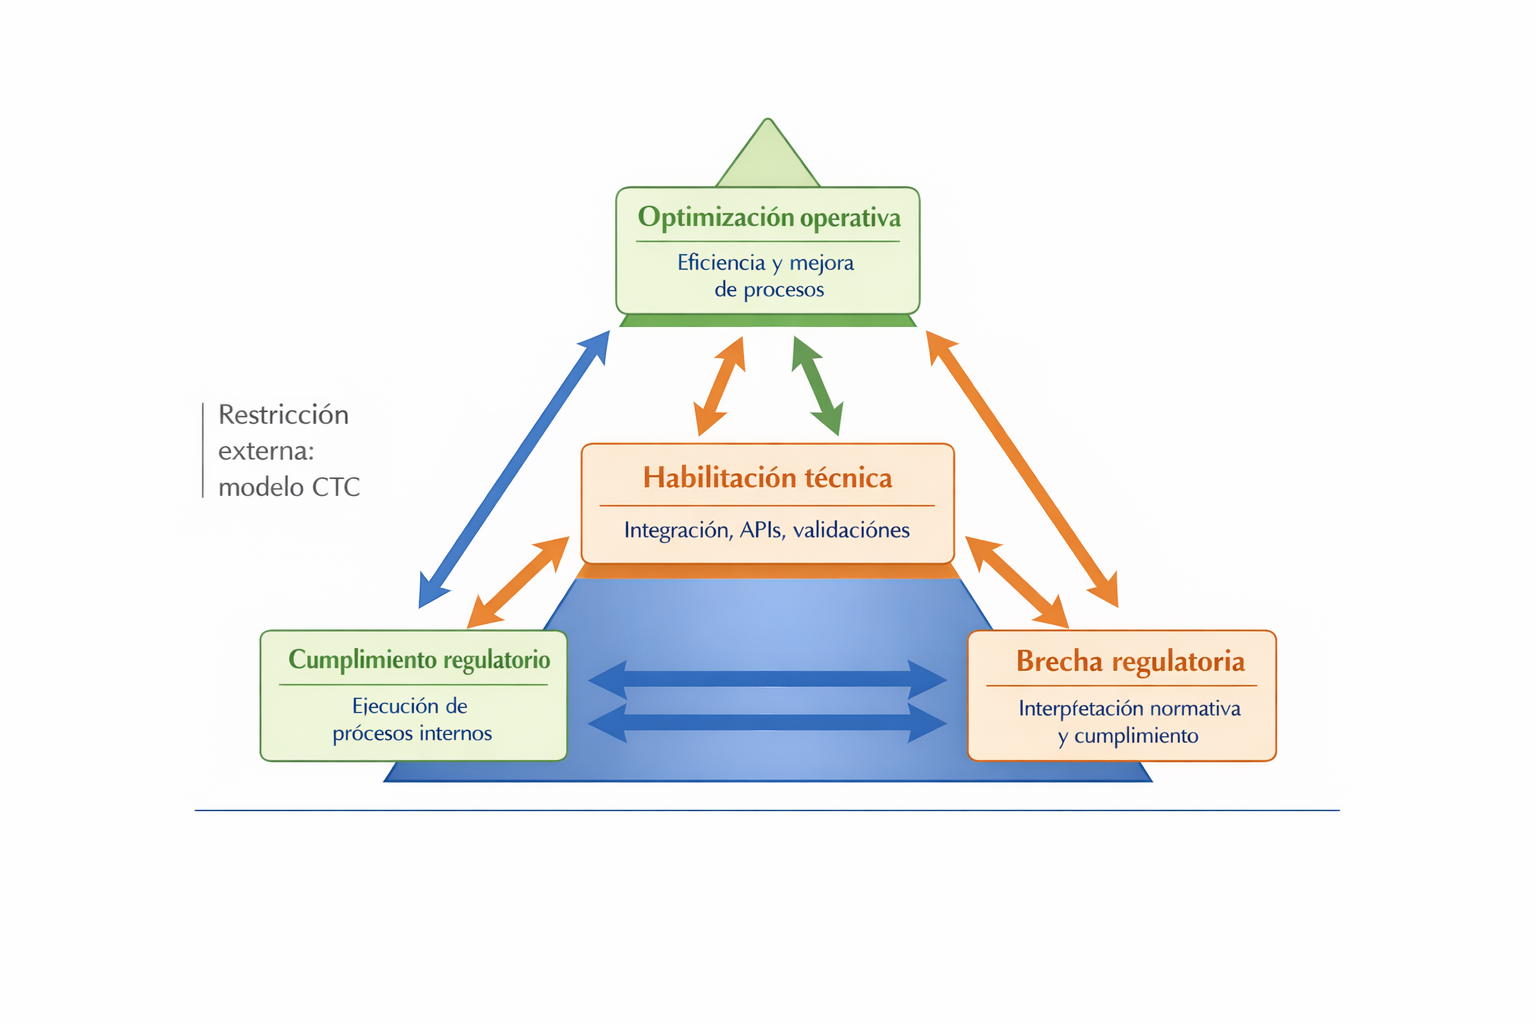 Optimización operativa
Eficiencia y mejora
de procesos
Restricción
externa:
modelo CTC
Habilitación técnica
Integración, APIs, validaciónes
Cumplimiento regulatorio
Ejecución de
prócesos internos
Brecha regulatoria
Interpretación normativa
y cumplimiento